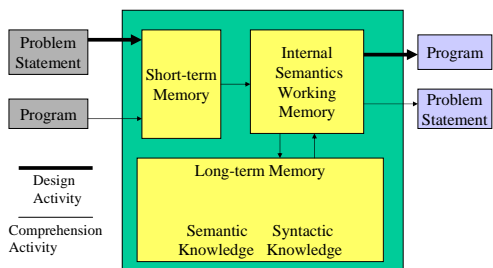 Problem
Statement
Program
Short-term
Memory
Internal
Semantics
Working
Memory
Program
Problem
Statement
Long-term Memory
Semantic Knowledge
Syntactic Knowledge
Design
Activity
Comprehension
Activity